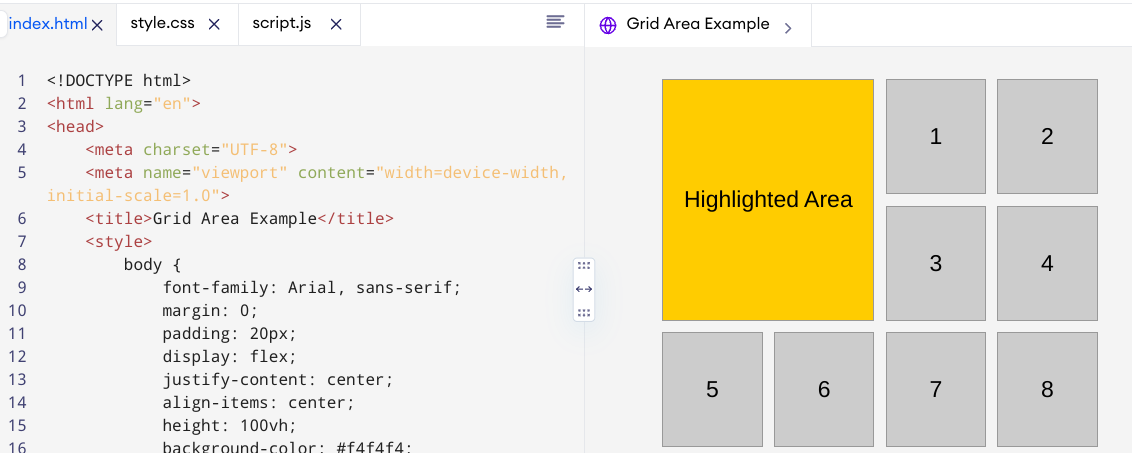 index.html
style.css
script.js
Grid Area Example
1 <!DOCTYPE html>
2 <html lang="en">
3 <head>
4 <meta charset="UTF-8">
5 <meta name="viewport" content="width=device-width,
initial-scale=1.0">
6 <title>Grid Area Example</title>
7 <style>
8 body {
9 font-family: Arial, sans-serif;
10 margin: 0;
11 padding: 20px;
12 display: flex;
13 justify-content: center;
14 align-items: center;
15 height: 100vh;
16 background-color: #f4f4f4;
Highlighted Area
1
2
3
4
5
6
7
8